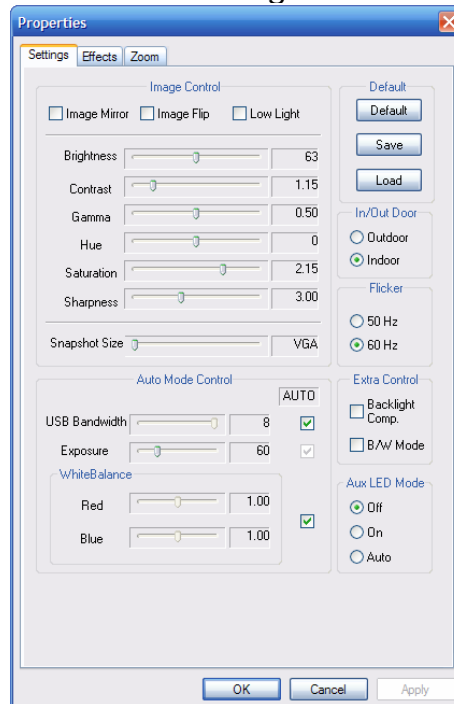 Properties
Settings Effects Zoom
Image Control
Image Mirror Image Flip Low Light
Brightness 63
Contrast 1.15
Gamma 0.50
Hue 0
Saturation 2.15
Sharpness 3.00
Snapshot Size VGA
Auto Mode Control
AUTO
USB Bandwidth 8
Exposure 60
WhiteBalance
Red 1.00
Blue 1.00
Default
Default
Save
Load
In/Out Door
Outdoor
Indoor
Flicker
50 Hz
60 Hz
Extra Control
Backlight
Comp.
B/W Mode
Aux LED Mode
Off
On
Auto
OK Cancel Apply